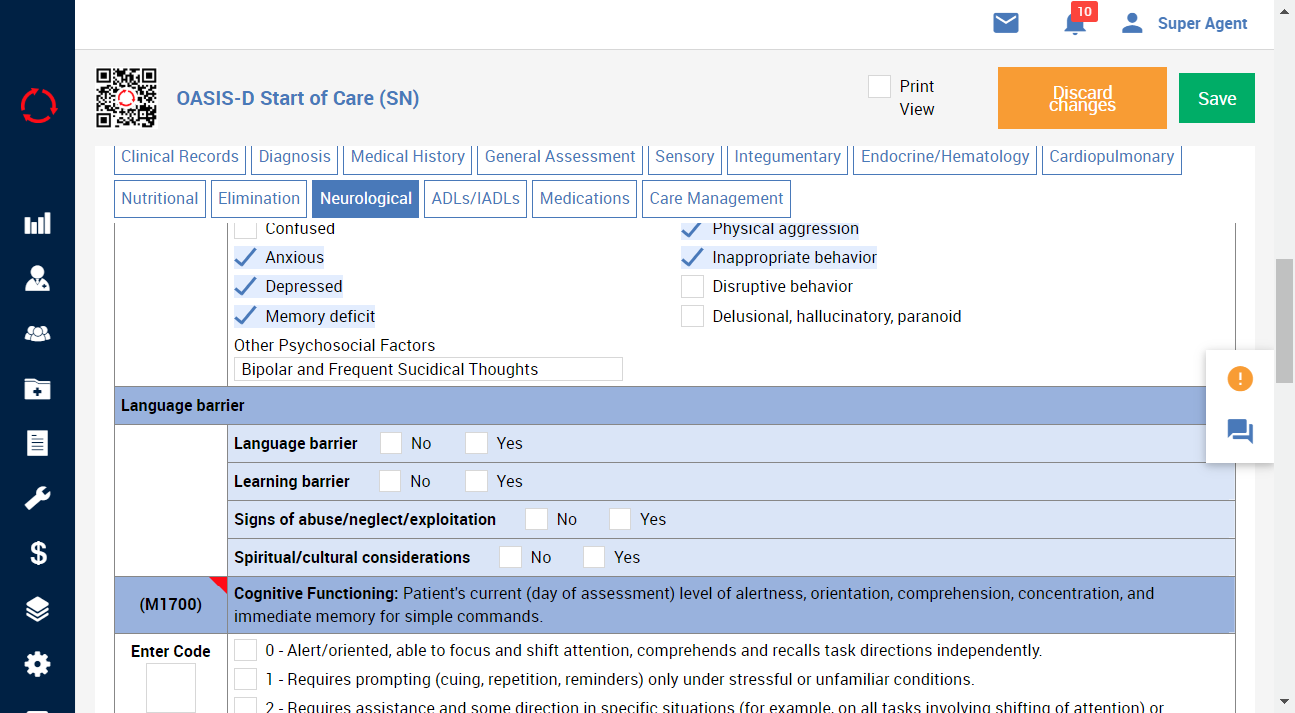 10
Super Agent
OASIS-D Start of Care (SN)
Print
View
Discard
changes
Save
Clinical Records Diagnosis Medical History General Assessment Sensory Integumentary Endocrine/Hematology Cardiopulmonary
Nutritional Elimination Neurological ADLs/IADLs Medications Care Management
Confused Physical aggression
Anxious Inappropriate behavior
Depressed Disruptive behavior
Memory deficit Delusional, hallucinatory, paranoid
Other Psychosocial Factors
Bipolar and Frequent Sucidical Thoughts
Language barrier
Language barrier No Yes
Learning barrier No Yes
Signs of abuse/neglect/exploitation No Yes
Spiritual/cultural considerations No Yes
(M1700) Cognitive Functioning: Patient's current (day of assessment) level of alertness, orientation, comprehension, concentration, and
immediate memory for simple commands.
Enter Code 0 - Alert/oriented, able to focus and shift attention, comprehends and recalls task directions independently.
1 - Requires prompting (cuing, repetition, reminders) only under stressful or unfamiliar conditions.
2 - Requires assistance and some direction in specific situations (for example, on all tasks involving shifting of attention) or